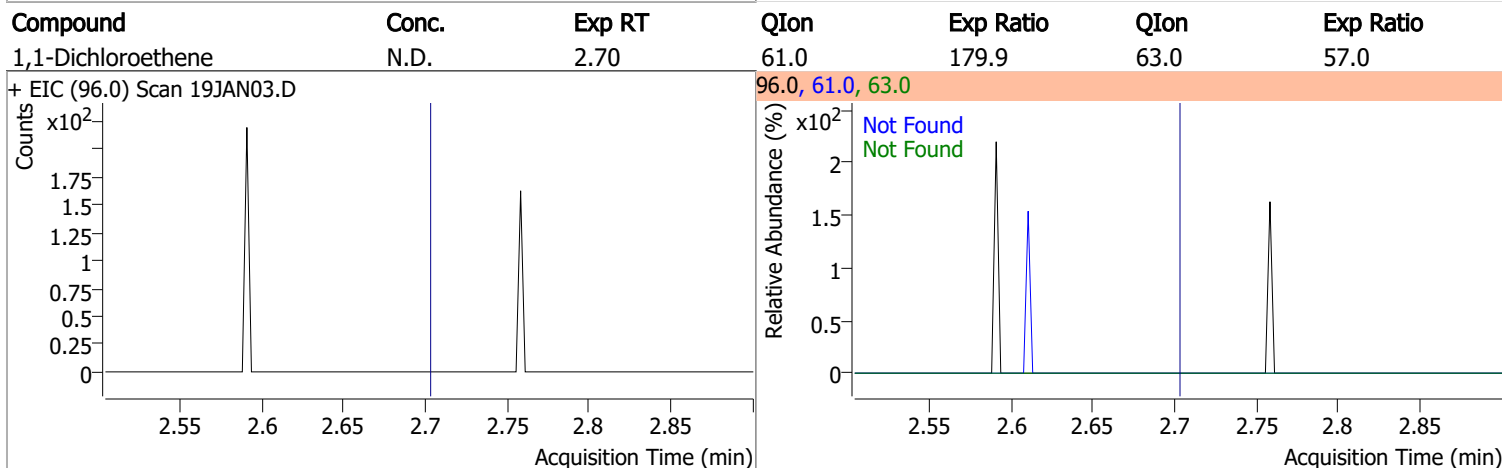 Compound Conc. Exp RT QIon Exp Ratio QIon Exp Ratio
1,1-Dichloroethene N.D. 2.70 61.0 179.9 63.0 57.0
+ EIC (96.0) Scan 19JAN03.D
Counts
x10²
1.75
1.5
1.25
1
0.75
0.5
0.25
0
2.55 2.6 2.65 2.7 2.75 2.8 2.85
Acquisition Time (min)
96.0, 61.0, 63.0
Relative Abundance (%)
x10²
Not Found
Not Found
2
1.5
1
0.5
0
2.55 2.6 2.65 2.7 2.75 2.8 2.85
Acquisition Time (min)